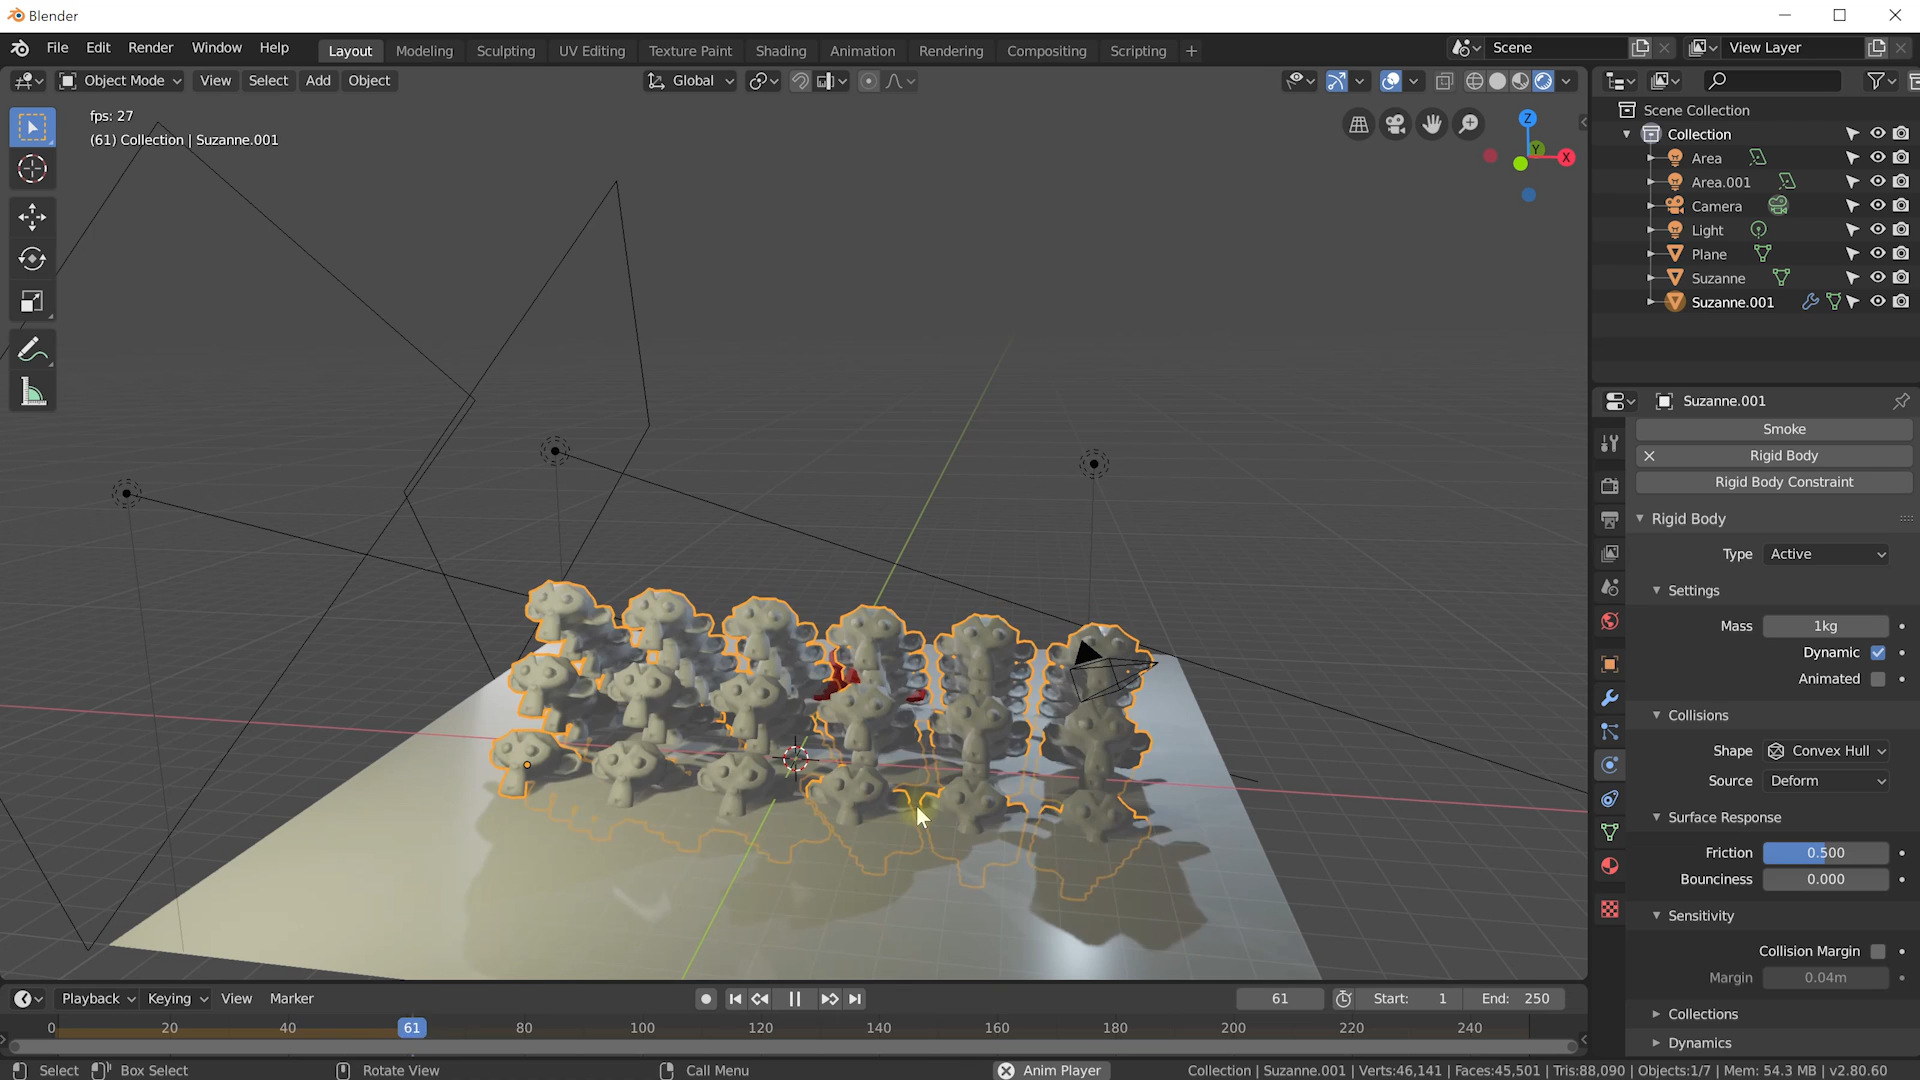 Blender
File Edit Render Window Help Layout Modeling Sculpting UV Editing Texture Paint Shading Animation Rendering Compositing Scripting + Scene View Layer
Object Mode View Select Add Object Global
fps: 27
(61) Collection | Suzanne.001
Z
Y
X
Scene Collection
Collection
Area
Area.001
Camera
Light
Plane
Suzanne
Suzanne.001
Suzanne.001
Smoke
Rigid Body
Rigid Body Constraint
Rigid Body
Type Active
Settings
Mass 1kg
Dynamic
Animated
Collisions
Shape Convex Hull
Source Deform
Surface Response
Friction 0.500
Bounciness 0.000
Sensitivity
Collision Margin
Margin 0.04m
Collections
Dynamics
Playback Keying View Marker 61 Start: 1 End: 250
0 20 40 61 80 100 120 140 160 180 200 220 240
Select Box Select Rotate View Call Menu Anim Player Collection | Suzanne.001 | Verts:46,141 | Faces:45,501 | Tris:88,090 | Objects:1/7 | Mem: 54.3 MB | v2.80.60